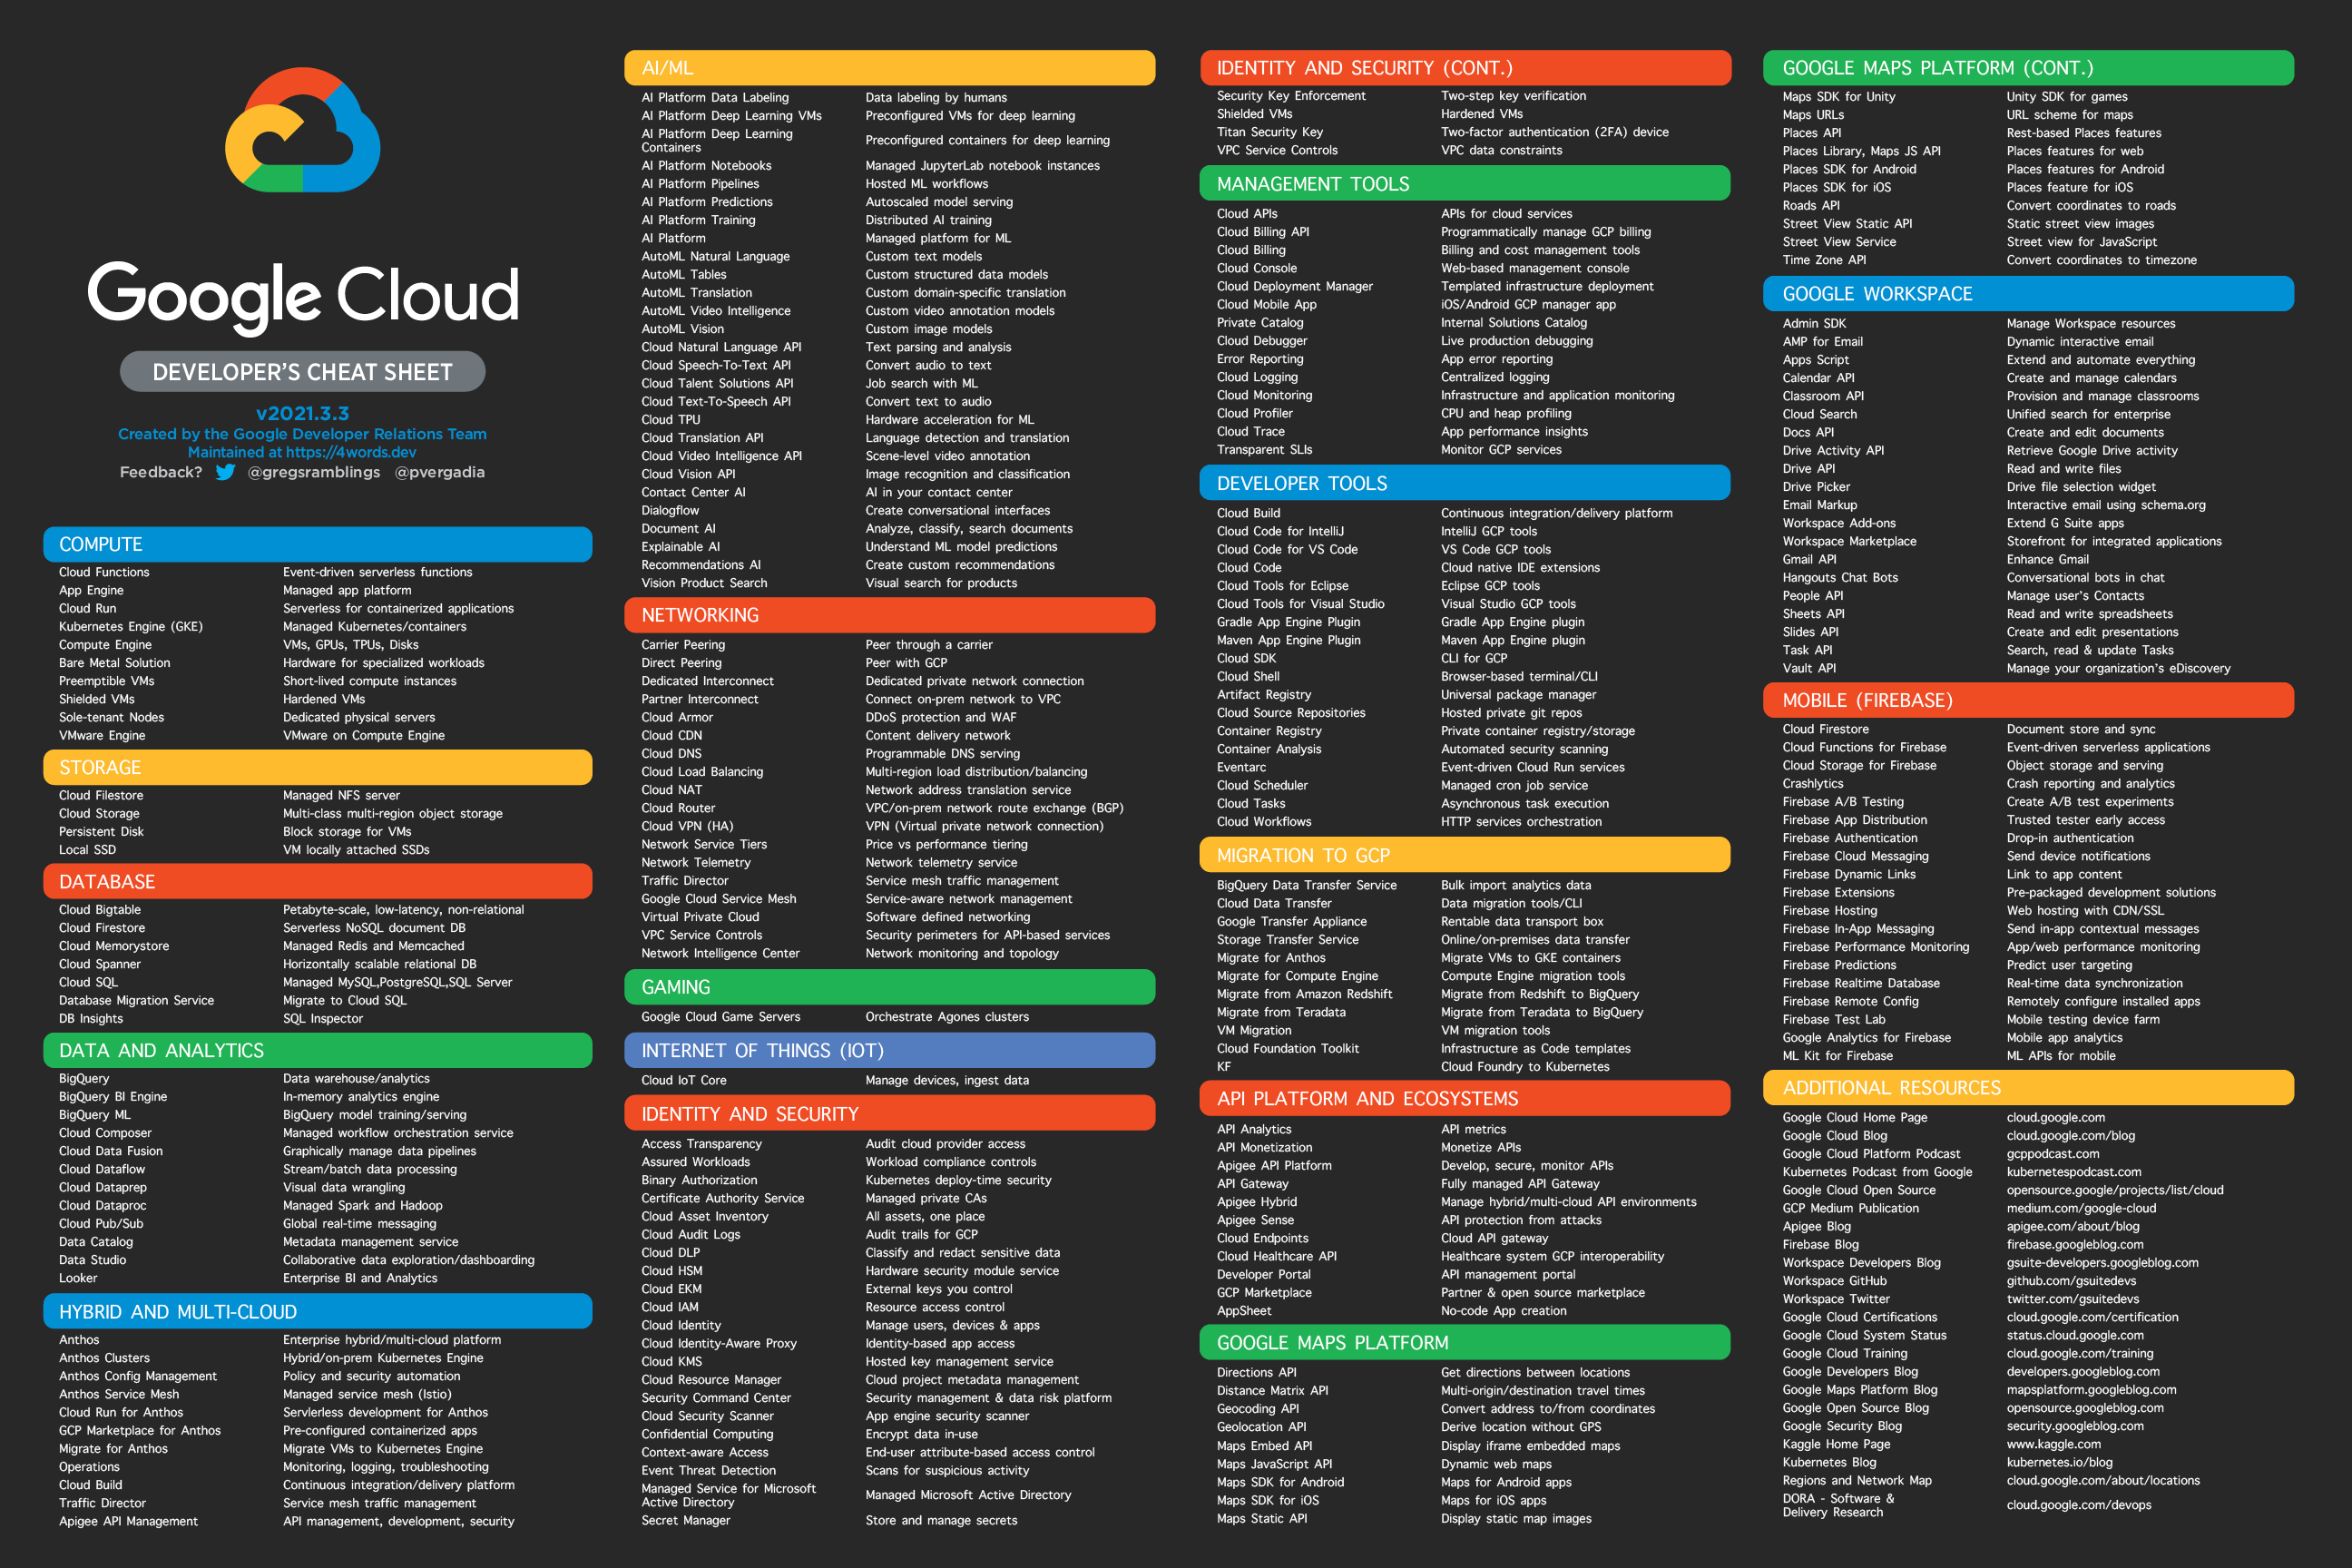 Google Cloud
DEVELOPER'S CHEAT SHEET
v2021.3.3
Created by the Google Developer Relations Team
Maintained at https://4words.dev
Feedback? @gregsramblings @pvergadia
COMPUTE
Cloud Functions Event-driven serverless functions
App Engine Managed app platform
Cloud Run Serverless for containerized applications
Kubernetes Engine (GKE) Managed Kubernetes/containers
Compute Engine VMs, GPUs, TPUs, Disks
Bare Metal Solution Hardware for specialized workloads
Preemptible VMs Short-lived compute instances
Shielded VMs Hardened VMs
Sole-tenant Nodes Dedicated physical servers
VMware Engine VMware on Compute Engine
STORAGE
Cloud Filestore Managed NFS server
Cloud Storage Multi-class multi-region object storage
Persistent Disk Block storage for VMs
Local SSD VM locally attached SSDs
DATABASE
Cloud Bigtable Petabyte-scale, low-latency, non-relational
Cloud Firestore Serverless NoSQL document DB
Cloud Memorystore Managed Redis and Memcached
Cloud Spanner Horizontally scalable relational DB
Cloud SQL Managed MySQL,PostgreSQL,SQL Server
Database Migration Service Migrate to Cloud SQL
DB Insights SQL Inspector
DATA AND ANALYTICS
BigQuery Data warehouse/analytics
BigQuery BI Engine In-memory analytics engine
BigQuery ML BigQuery model training/serving
Cloud Composer Managed workflow orchestration service
Cloud Data Fusion Graphically manage data pipelines
Cloud Dataflow Stream/batch data processing
Cloud Dataprep Visual data wrangling
Cloud Dataproc Managed Spark and Hadoop
Cloud Pub/Sub Global real-time messaging
Data Catalog Metadata management service
Data Studio Collaborative data exploration/dashboarding
Looker Enterprise BI and Analytics
HYBRID AND MULTI-CLOUD
Anthos Enterprise hybrid/multi-cloud platform
Anthos Clusters Hybrid/on-prem Kubernetes Engine
Anthos Config Management Policy and security automation
Anthos Service Mesh Managed service mesh (Istio)
Cloud Run for Anthos Servlerless development for Anthos
GCP Marketplace for Anthos Pre-configured containerized apps
Migrate for Anthos Migrate VMs to Kubernetes Engine
Operations Monitoring, logging, troubleshooting
Cloud Build Continuous integration/delivery platform
Traffic Director Service mesh traffic management
Apigee API Management API management, development, security
AI/ML
AI Platform Data Labeling Data labeling by humans
AI Platform Deep Learning VMs Preconfigured VMs for deep learning
AI Platform Deep Learning
Containers Preconfigured containers for deep learning
AI Platform Notebooks Managed JupyterLab notebook instances
AI Platform Pipelines Hosted ML workflows
AI Platform Predictions Autoscaled model serving
AI Platform Training Distributed AI training
AI Platform Managed platform for ML
AutoML Natural Language Custom text models
AutoML Tables Custom structured data models
AutoML Translation Custom domain-specific translation
AutoML Video Intelligence Custom video annotation models
AutoML Vision Custom image models
Cloud Natural Language API Text parsing and analysis
Cloud Speech-To-Text API Convert audio to text
Cloud Talent Solutions API Job search with ML
Cloud Text-To-Speech API Convert text to audio
Cloud TPU Hardware acceleration for ML
Cloud Translation API Language detection and translation
Cloud Video Intelligence API Scene-level video annotation
Cloud Vision API Image recognition and classification
Contact Center AI AI in your contact center
Dialogflow Create conversational interfaces
Document AI Analyze, classify, search documents
Explainable AI Understand ML model predictions
Recommendations AI Create custom recommendations
Vision Product Search Visual search for products
NETWORKING
Carrier Peering Peer through a carrier
Direct Peering Peer with GCP
Dedicated Interconnect Dedicated private network connection
Partner Interconnect Connect on-prem network to VPC
Cloud Armor DDoS protection and WAF
Cloud CDN Content delivery network
Cloud DNS Programmable DNS serving
Cloud Load Balancing Multi-region load distribution/balancing
Cloud NAT Network address translation service
Cloud Router VPC/on-prem network route exchange (BGP)
Cloud VPN (HA) VPN (Virtual private network connection)
Network Service Tiers Price vs performance tiering
Network Telemetry Network telemetry service
Traffic Director Service mesh traffic management
Google Cloud Service Mesh Service-aware network management
Virtual Private Cloud Software defined networking
VPC Service Controls Security perimeters for API-based services
Network Intelligence Center Network monitoring and topology
GAMING
Google Cloud Game Servers Orchestrate Agones clusters
INTERNET OF THINGS (IOT)
Cloud IoT Core Manage devices, ingest data
IDENTITY AND SECURITY
Access Transparency Audit cloud provider access
Assured Workloads Workload compliance controls
Binary Authorization Kubernetes deploy-time security
Certificate Authority Service Managed private CAs
Cloud Asset Inventory All assets, one place
Cloud Audit Logs Audit trails for GCP
Cloud DLP Classify and redact sensitive data
Cloud HSM Hardware security module service
Cloud EKM External keys you control
Cloud IAM Resource access control
Cloud Identity Manage users, devices & apps
Cloud Identity-Aware Proxy Identity-based app access
Cloud KMS Hosted key management service
Cloud Resource Manager Cloud project metadata management
Security Command Center Security management & data risk platform
Cloud Security Scanner App engine security scanner
Confidential Computing Encrypt data in-use
Context-aware Access End-user attribute-based access control
Event Threat Detection Scans for suspicious activity
Managed Service for Microsoft
Active Directory Managed Microsoft Active Directory
Secret Manager Store and manage secrets
IDENTITY AND SECURITY (CONT.)
Security Key Enforcement Two-step key verification
Shielded VMs Hardened VMs
Titan Security Key Two-factor authentication (2FA) device
VPC Service Controls VPC data constraints
MANAGEMENT TOOLS
Cloud APIs APIs for cloud services
Cloud Billing API Programmatically manage GCP billing
Cloud Billing Billing and cost management tools
Cloud Console Web-based management console
Cloud Deployment Manager Templated infrastructure deployment
Cloud Mobile App iOS/Android GCP manager app
Private Catalog Internal Solutions Catalog
Cloud Debugger Live production debugging
Error Reporting App error reporting
Cloud Logging Centralized logging
Cloud Monitoring Infrastructure and application monitoring
Cloud Profiler CPU and heap profiling
Cloud Trace App performance insights
Transparent SLIs Monitor GCP services
DEVELOPER TOOLS
Cloud Build Continuous integration/delivery platform
Cloud Code for IntelliJ IntelliJ GCP tools
Cloud Code for VS Code VS Code GCP tools
Cloud Code Cloud native IDE extensions
Cloud Tools for Eclipse Eclipse GCP tools
Cloud Tools for Visual Studio Visual Studio GCP tools
Gradle App Engine Plugin Gradle App Engine plugin
Maven App Engine Plugin Maven App Engine plugin
Cloud SDK CLI for GCP
Cloud Shell Browser-based terminal/CLI
Artifact Registry Universal package manager
Cloud Source Repositories Hosted private git repos
Container Registry Private container registry/storage
Container Analysis Automated security scanning
Eventarc Event-driven Cloud Run services
Cloud Scheduler Managed cron job service
Cloud Tasks Asynchronous task execution
Cloud Workflows HTTP services orchestration
MIGRATION TO GCP
BigQuery Data Transfer Service Bulk import analytics data
Cloud Data Transfer Data migration tools/CLI
Google Transfer Appliance Rentable data transport box
Storage Transfer Service Online/on-premises data transfer
Migrate for Anthos Migrate VMs to GKE containers
Migrate for Compute Engine Compute Engine migration tools
Migrate from Amazon Redshift Migrate from Redshift to BigQuery
Migrate from Teradata Migrate from Teradata to BigQuery
VM Migration VM migration tools
Cloud Foundation Toolkit Infrastructure as Code templates
KF Cloud Foundry to Kubernetes
API PLATFORM AND ECOSYSTEMS
API Analytics API metrics
API Monetization Monetize APIs
Apigee API Platform Develop, secure, monitor APIs
API Gateway Fully managed API Gateway
Apigee Hybrid Manage hybrid/multi-cloud API environments
Apigee Sense API protection from attacks
Cloud Endpoints Cloud API gateway
Cloud Healthcare API Healthcare system GCP interoperability
Developer Portal API management portal
GCP Marketplace Partner & open source marketplace
AppSheet No-code App creation
GOOGLE MAPS PLATFORM
Directions API Get directions between locations
Distance Matrix API Multi-origin/destination travel times
Geocoding API Convert address to/from coordinates
Geolocation API Derive location without GPS
Maps Embed API Display iframe embedded maps
Maps JavaScript API Dynamic web maps
Maps SDK for Android Maps for Android apps
Maps SDK for iOS Maps for iOS apps
Maps Static API Display static map images
GOOGLE MAPS PLATFORM (CONT.)
Maps SDK for Unity Unity SDK for games
Maps URLs URL scheme for maps
Places API Rest-based Places features
Places Library, Maps JS API Places features for web
Places SDK for Android Places features for Android
Places SDK for iOS Places feature for iOS
Roads API Convert coordinates to roads
Street View Static API Static street view images
Street View Service Street view for JavaScript
Time Zone API Convert coordinates to timezone
GOOGLE WORKSPACE
Admin SDK Manage Workspace resources
AMP for Email Dynamic interactive email
Apps Script Extend and automate everything
Calendar API Create and manage calendars
Classroom API Provision and manage classrooms
Cloud Search Unified search for enterprise
Docs API Create and edit documents
Drive Activity API Retrieve Google Drive activity
Drive API Read and write files
Drive Picker Drive file selection widget
Email Markup Interactive email using schema.org
Workspace Add-ons Extend G Suite apps
Workspace Marketplace Storefront for integrated applications
Gmail API Enhance Gmail
Hangouts Chat Bots Conversational bots in chat
People API Manage user's Contacts
Sheets API Read and write spreadsheets
Slides API Create and edit presentations
Task API Search, read & update Tasks
Vault API Manage your organization's eDiscovery
MOBILE (FIREBASE)
Cloud Firestore Document store and sync
Cloud Functions for Firebase Event-driven serverless applications
Cloud Storage for Firebase Object storage and serving
Crashlytics Crash reporting and analytics
Firebase A/B Testing Create A/B test experiments
Firebase App Distribution Trusted tester early access
Firebase Authentication Drop-in authentication
Firebase Cloud Messaging Send device notifications
Firebase Dynamic Links Link to app content
Firebase Extensions Pre-packaged development solutions
Firebase Hosting Web hosting with CDN/SSL
Firebase In-App Messaging Send in-app contextual messages
Firebase Performance Monitoring App/web performance monitoring
Firebase Predictions Predict user targeting
Firebase Realtime Database Real-time data synchronization
Firebase Remote Config Remotely configure installed apps
Firebase Test Lab Mobile testing device farm
Google Analytics for Firebase Mobile app analytics
ML Kit for Firebase ML APIs for mobile
ADDITIONAL RESOURCES
Google Cloud Home Page cloud.google.com
Google Cloud Blog cloud.google.com/blog
Google Cloud Platform Podcast gcppodcast.com
Kubernetes Podcast from Google kubernetespodcast.com
Google Cloud Open Source opensource.google/projects/list/cloud
GCP Medium Publication medium.com/google-cloud
Apigee Blog apigee.com/about/blog
Firebase Blog firebase.googleblog.com
Workspace Developers Blog gsuite-developers.googleblog.com
Workspace GitHub github.com/gsuitedevs
Workspace Twitter twitter.com/gsuitedevs
Google Cloud Certifications cloud.google.com/certification
Google Cloud System Status status.cloud.google.com
Google Cloud Training cloud.google.com/training
Google Developers Blog developers.googleblog.com
Google Maps Platform Blog mapsplatform.googleblog.com
Google Open Source Blog opensource.googleblog.com
Google Security Blog security.googleblog.com
Kaggle Home Page www.kaggle.com
Kubernetes Blog kubernetes.io/blog
Regions and Network Map cloud.google.com/about/locations
DORA - Software &
Delivery Research cloud.google.com/devops